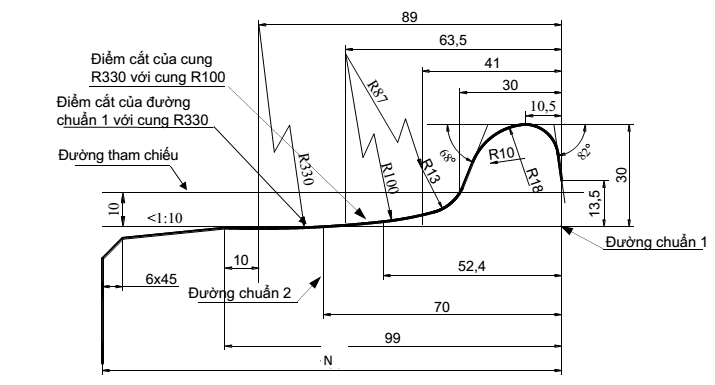 89
63,5
Điểm cắt của cung
R330 với cung R100
41
R87
30
Điểm cắt của đường
chuẩn 1 với cung R330
10,5
Đường tham chiếu
68°
R10
82°
R330
R100
R13
R18
30
10
13,5
<1:10
Đường chuẩn 1
10
52,4
6x45
Đường chuẩn 2
70
99
N